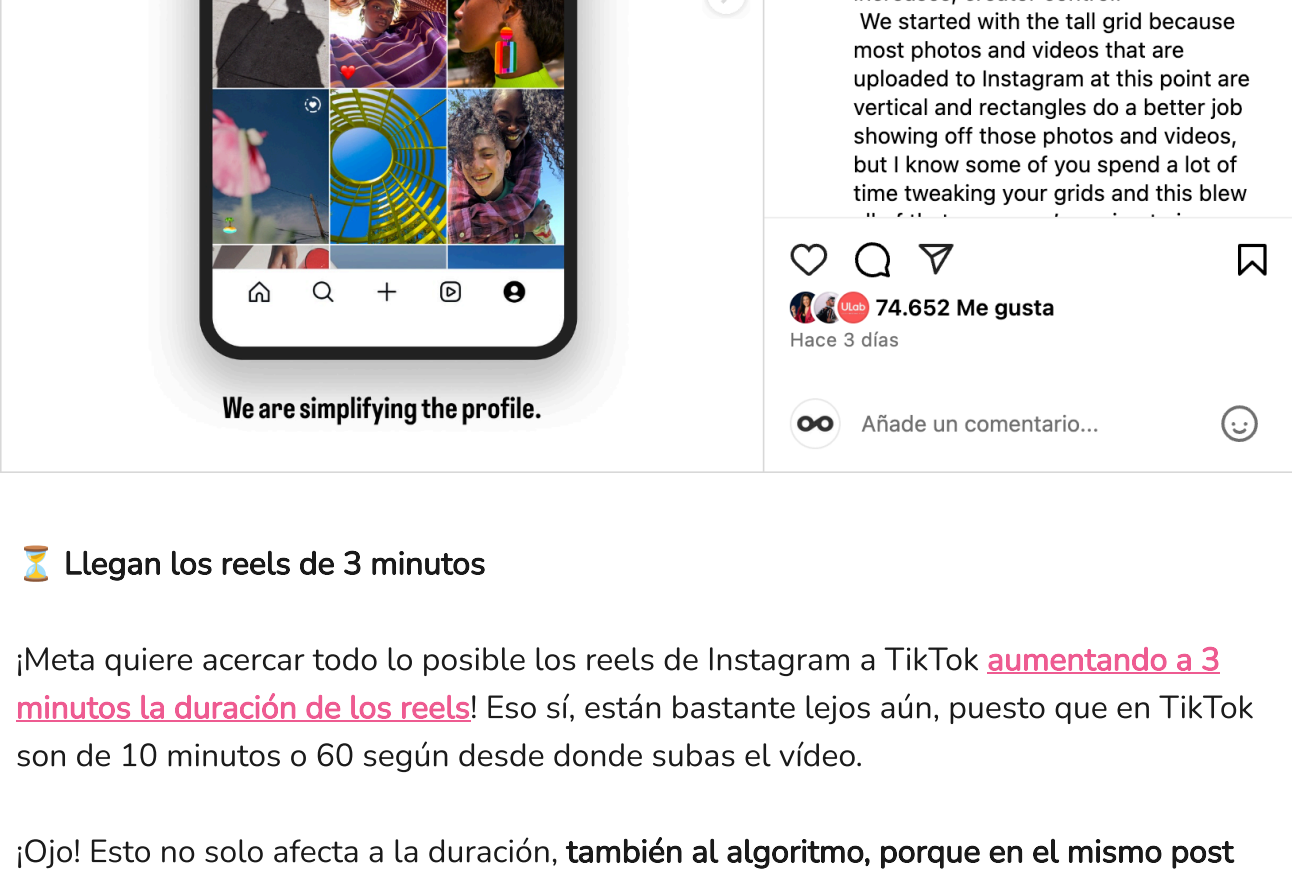 We started with the tall grid because
most photos and videos that are
uploaded to Instagram at this point are
vertical and rectangles do a better job
showing off those photos and videos,
but I know some of you spend a lot of
time tweaking your grids and this blew
ULab 74.652 Me gusta
Hace 3 días
Añade un comentario...
We are simplifying the profile.
⏳ Llegan los reels de 3 minutos
¡Meta quiere acercar todo lo posible los reels de Instagram a TikTok aumentando a 3
minutos la duración de los reels! Eso sí, están bastante lejos aún, puesto que en TikTok
son de 10 minutos o 60 según desde donde subas el vídeo.
¡Ojo! Esto no solo afecta a la duración, también al algoritmo, porque en el mismo post